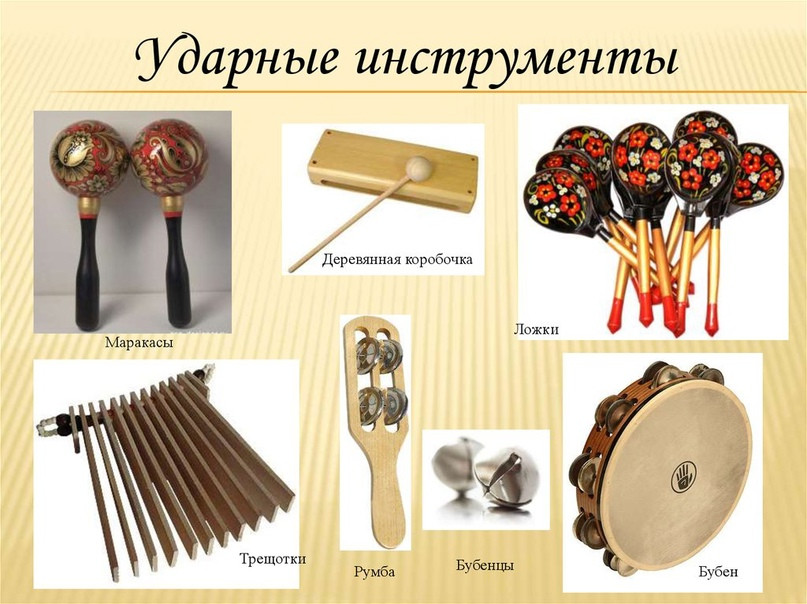 Ударные инструменты
Деревянная коробочка
Ложки
Маракасы
Трещотки
Румба
Бубенцы
Бубен